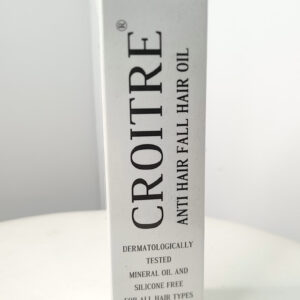 CROITRE®
ANTI HAIR FALL HAIR OIL
DERMATOLOGICALLY
TESTED
MINERAL OIL AND
SILICONE FREE
FOR ALL HAIR TYPES